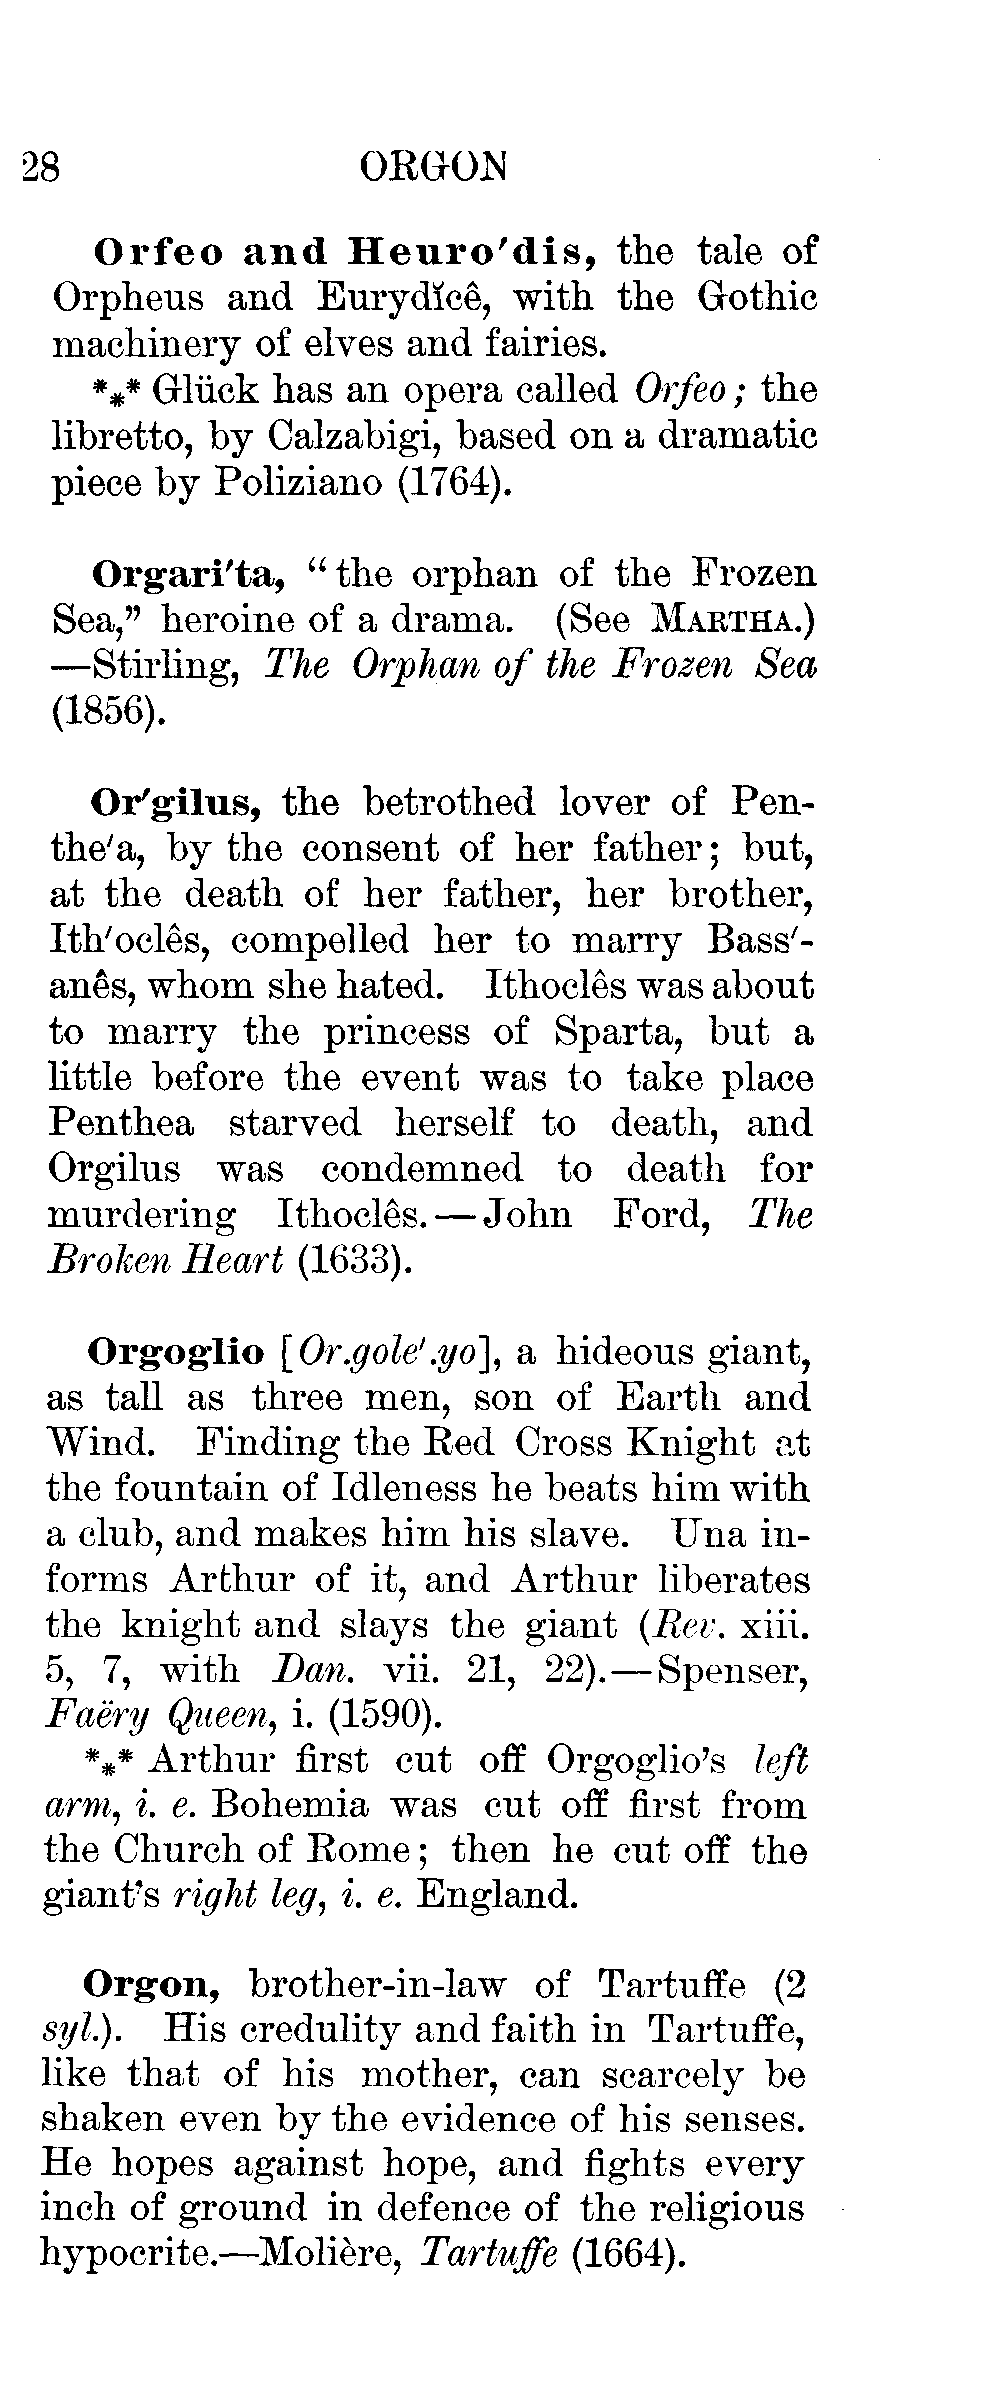 28 ORGON
Orfeo and Heuro'dis, the tale of
Orpheus and Eurydĭcê, with the Gothic
machinery of elves and fairies.
*⁎* Glück has an opera called Orfeo; the
libretto, by Calzabigi, based on a dramatic
piece by Poliziano (1764).
Orgari'ta, “the orphan of the Frozen
Sea,” heroine of a drama. (See MARTHA.)
—Stirling, The Orphan of the Frozen Sea
(1856).
Or'gilus, the betrothed lover of Pen-
the'a, by the consent of her father; but,
at the death of her father, her brother,
Ith'oclês, compelled her to marry Bass'-
anês, whom she hated. Ithoclês was about
to marry the princess of Sparta, but a
little before the event was to take place
Penthea starved herself to death, and
Orgilus was condemned to death for
murdering Ithoclês.—John Ford, The
Broken Heart (1633).
Orgoglio [Or.gole'.yo], a hideous giant,
as tall as three men, son of Earth and
Wind. Finding the Red Cross Knight at
the fountain of Idleness he beats him with
a club, and makes him his slave. Una in-
forms Arthur of it, and Arthur liberates
the knight and slays the giant (Rev. xiii.
5, 7, with Dan. vii. 21, 22).—Spenser,
Faëry Queen, i. (1590).
*⁎* Arthur first cut off Orgoglio's left
arm, i. e. Bohemia was cut off first from
the Church of Rome; then he cut off the
giant's right leg, i. e. England.
Orgon, brother-in-law of Tartuffe (2
syl.). His credulity and faith in Tartuffe,
like that of his mother, can scarcely be
shaken even by the evidence of his senses.
He hopes against hope, and fights every
inch of ground in defence of the religious
hypocrite.—Molière, Tartuffe (1664).